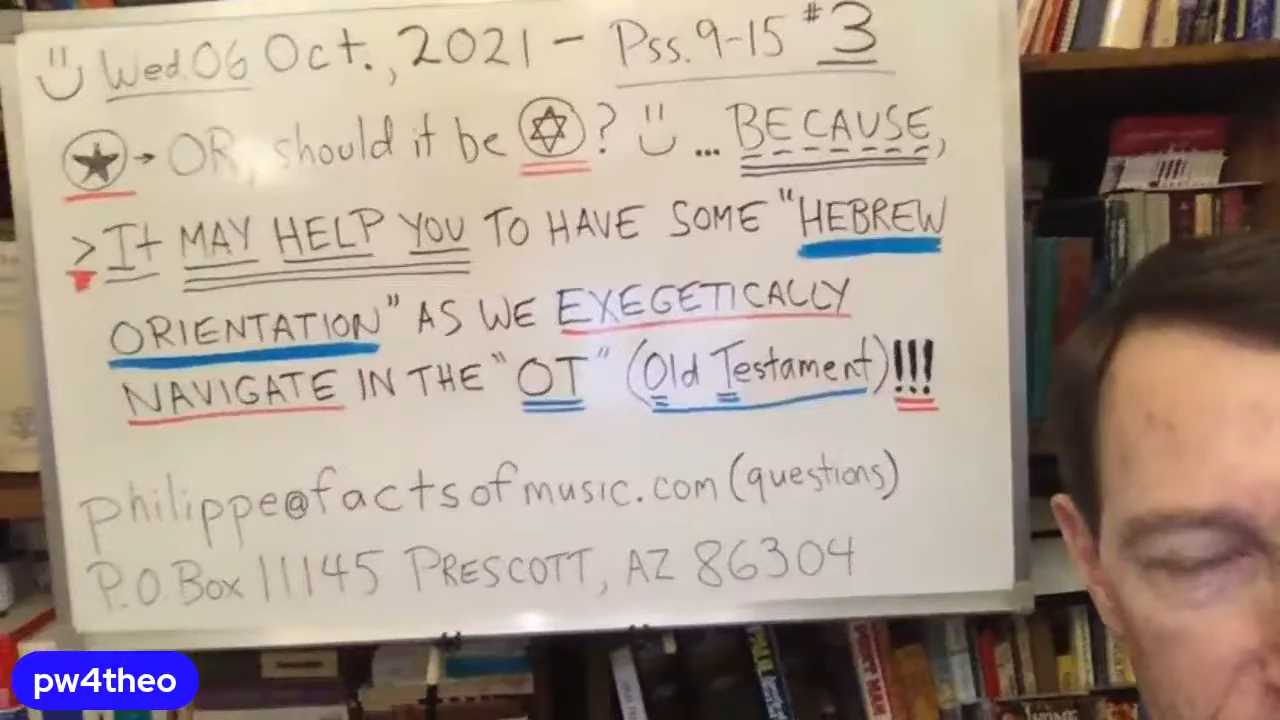 Wed. 06 Oct., 2021 - Pss. 9-15 #3
OR, should it be ? ... BECAUSE,
> It MAY HELP YOU TO HAVE SOME "HEBREW
ORIENTATION" AS WE EXEGETICALLY
NAVIGATE IN THE "OT" (Old Testament)!!!
philippe@factsofmusic.com (questions)
P.O. Box 11145 PRESCOTT, AZ 86304
pw4theo